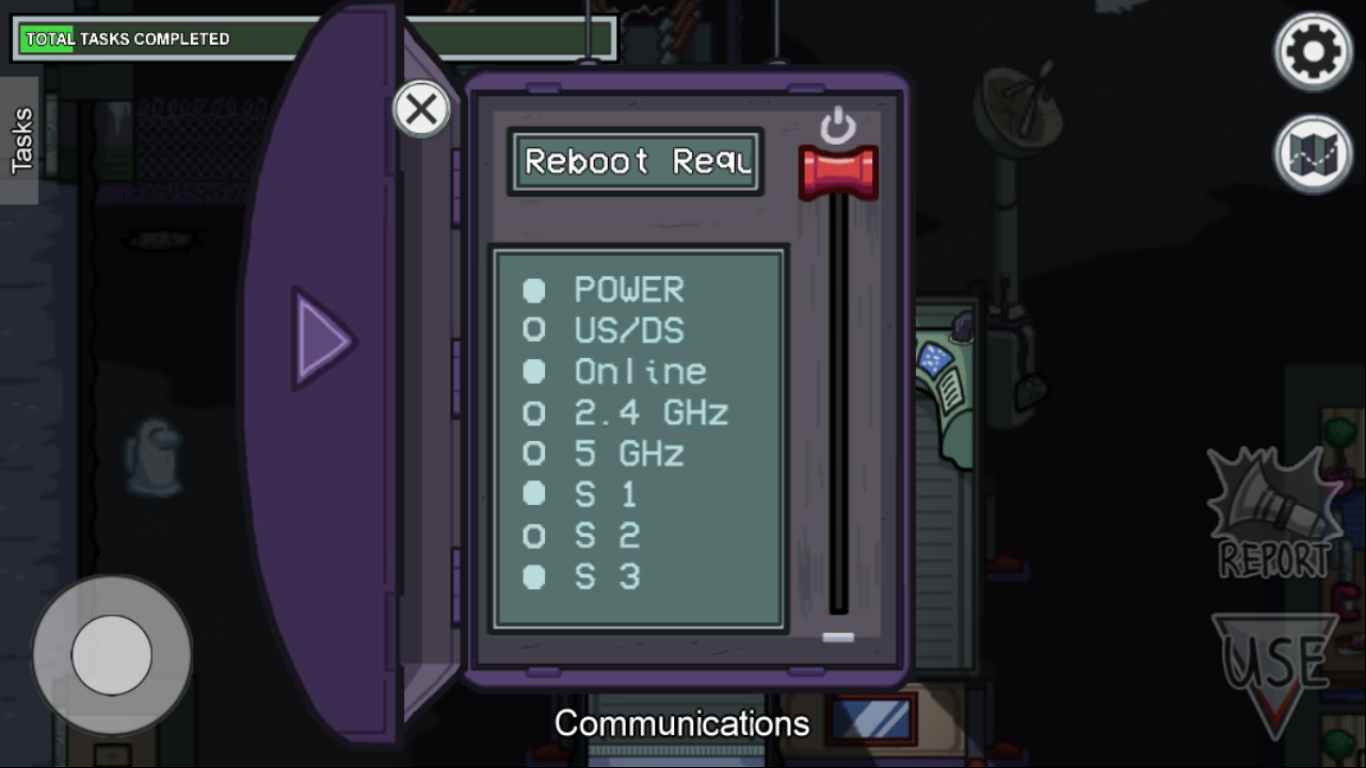 TOTAL TASKS COMPLETED
Tasks
Reboot Requ
POWER
US/DS
Online
2.4 GHz
5 GHz
S 1
S 2
S 3
REPORT
USE
Communications